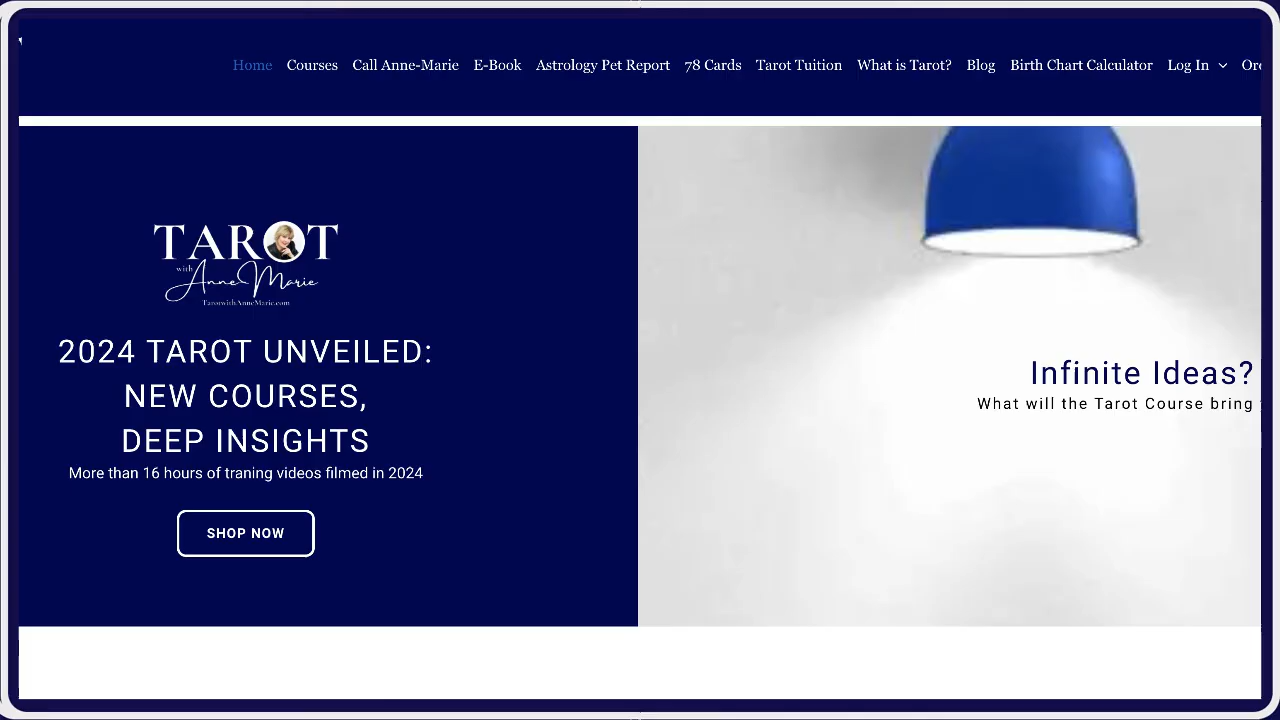 Home Courses Call Anne-Marie E-Book Astrology Pet Report 78 Cards Tarot Tuition What is Tarot? Blog Birth Chart Calculator Log In
TAROT
with
Anne Marie
TarotwithAnneMarie.com
2024 TAROT UNVEILED:
NEW COURSES,
DEEP INSIGHTS
More than 16 hours of traning videos filmed in 2024
SHOP NOW
Infinite Ideas?
What will the Tarot Course bring